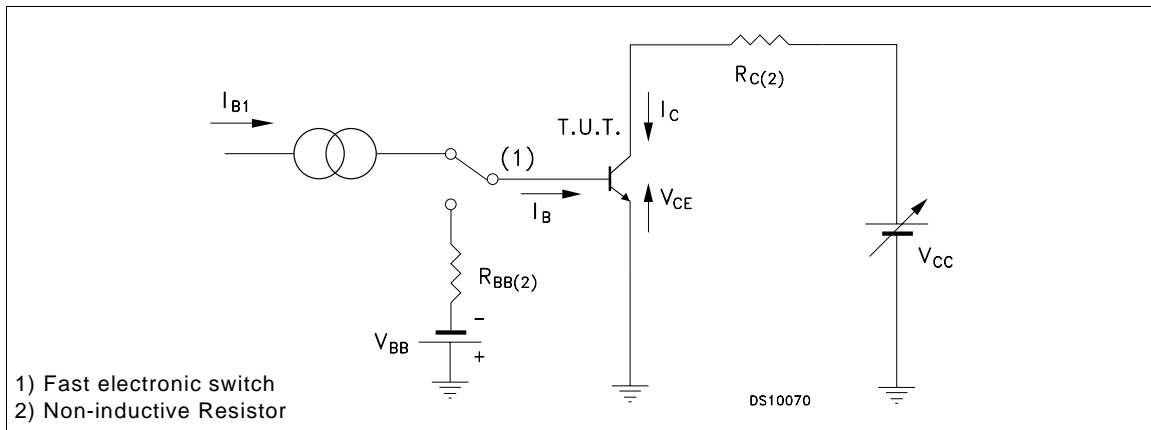 R_C(2)
I_B1
T.U.T.
I_C
(1)
I_B
V_CE
V_CC
R_BB(2)
-
V_BB
+
1) Fast electronic switch
2) Non-inductive Resistor
DS10070